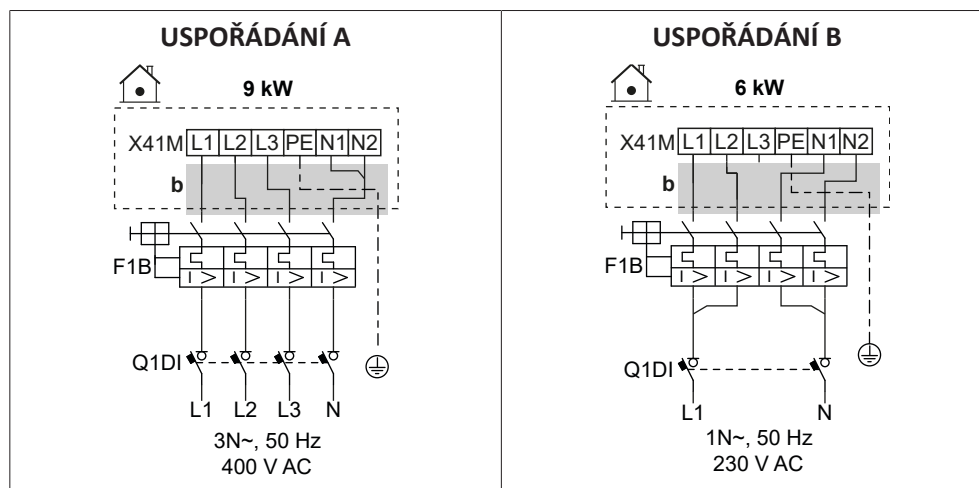 USPOŘÁDÁNÍ A
9 kW
X41M L1 L2 L3 PE N1 N2
b
F1B
I > I > I > I >
Q1DI
L1 L2 L3 N
3N~, 50 Hz
400 V AC
USPOŘÁDÁNÍ B
6 kW
X41M L1 L2 L3 PE N1 N2
b
F1B
I > I > I > I >
Q1DI
L1 N
1N~, 50 Hz
230 V AC